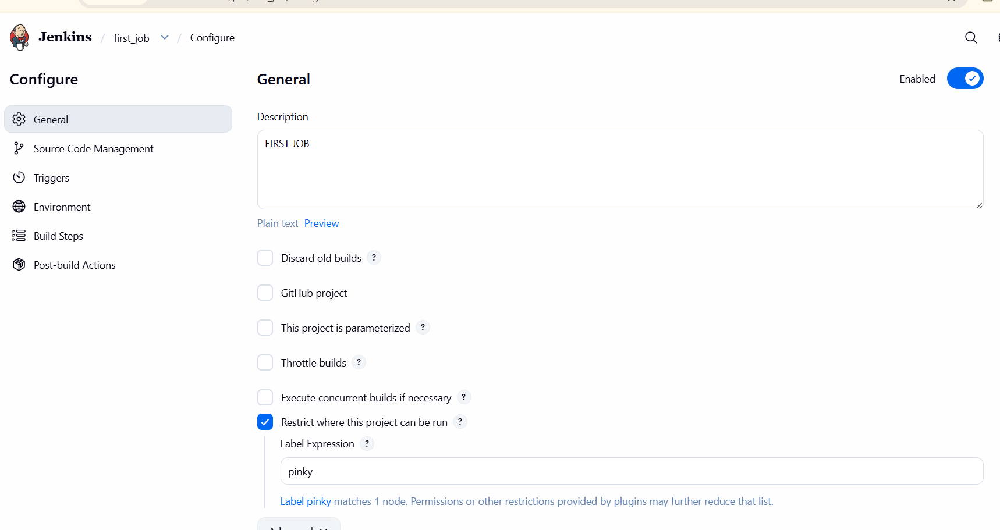 Jenkins / first_job / Configure
Configure
General
Source Code Management
Triggers
Environment
Build Steps
Post-build Actions
General
Enabled
Description
FIRST JOB
Plain text Preview
Discard old builds ?
GitHub project
This project is parameterized ?
Throttle builds ?
Execute concurrent builds if necessary ?
Restrict where this project can be run ?
Label Expression ?
pinky
Label pinky matches 1 node. Permissions or other restrictions provided by plugins may further reduce that list.